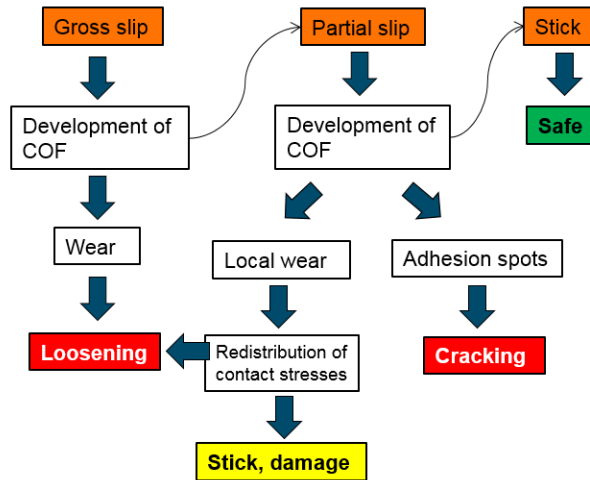 Gross slip
Partial slip
Stick
Development of
COF
Development of
COF
Safe
Wear
Local wear
Adhesion spots
Loosening
Redistribution of
contact stresses
Cracking
Stick, damage